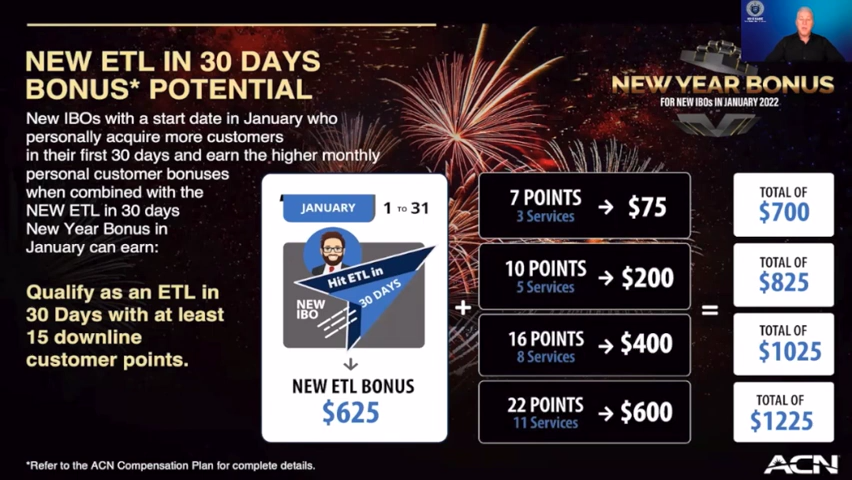 NEW ETL IN 30 DAYS
BONUS* POTENTIAL
New IBOs with a start date in January who
personally acquire more customers
in their first 30 days and earn the higher monthly
personal customer bonuses
when combined with the
NEW ETL in 30 days
New Year Bonus in
January can earn:
Qualify as an ETL in
30 Days with at least
15 downline
customer points.
NEW YEAR BONUS
FOR NEW IBOs IN JANUARY 2022
JANUARY 1 TO 31
Hit ETL in
30 DAYS
NEW
IBO
NEW ETL BONUS
$625
+
7 POINTS → $75
3 Services
10 POINTS → $200
5 Services
16 POINTS → $400
8 Services
22 POINTS → $600
11 Services
=
TOTAL OF
$700
TOTAL OF
$825
TOTAL OF
$1025
TOTAL OF
$1225
*Refer to the ACN Compensation Plan for complete details.
ACN